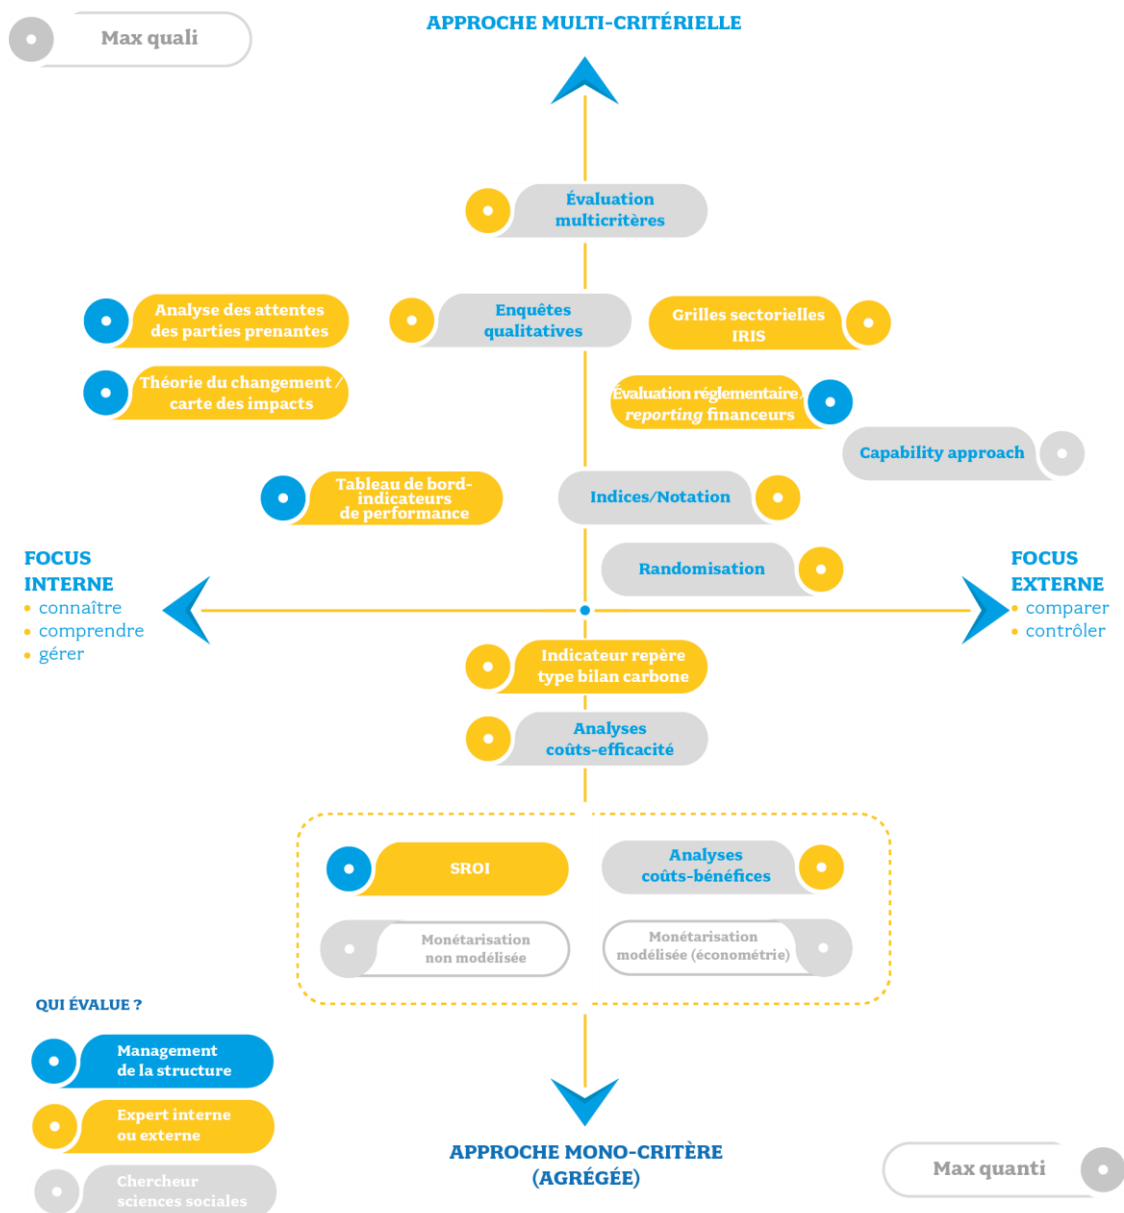 Max quali
APPROCHE MULTI-CRITÉRIELLE
Évaluation
multicritères
Analyse des attentes
des parties prenantes
Enquêtes
qualitatives
Grilles sectorielles
IRIS
Théorie du changement /
carte des impacts
Évaluation réglementaire/
reporting financeurs
Capability approach
Tableau de bord-
indicateurs
de performance
Indices/Notation
Randomisation
FOCUS
INTERNE
• connaître
• comprendre
• gérer
FOCUS
EXTERNE
• comparer
• contrôler
Indicateur repère
type bilan carbone
Analyses
coûts-efficacité
SROI
Analyses
coûts-bénéfices
Monétarisation
non modélisée
Monétarisation
modélisée (économétrie)
QUI ÉVALUE ?
Management
de la structure
Expert interne
ou externe
Chercheur
sciences sociales
APPROCHE MONO-CRITÈRE
(AGRÉGÉE)
Max quanti